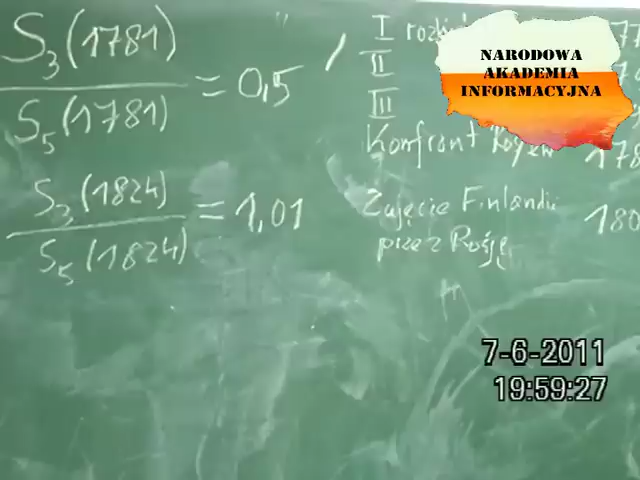 S₃(1781)
S₅(1781)
= 0,5
S₃(1824)
S₅(1824)
= 1,01
I
II
III
Konfront
Zajęcie Finlandii
przez Rosję
NARODOWA
AKADEMIA
INFORMACYJNA
7-6-2011
19:59:27